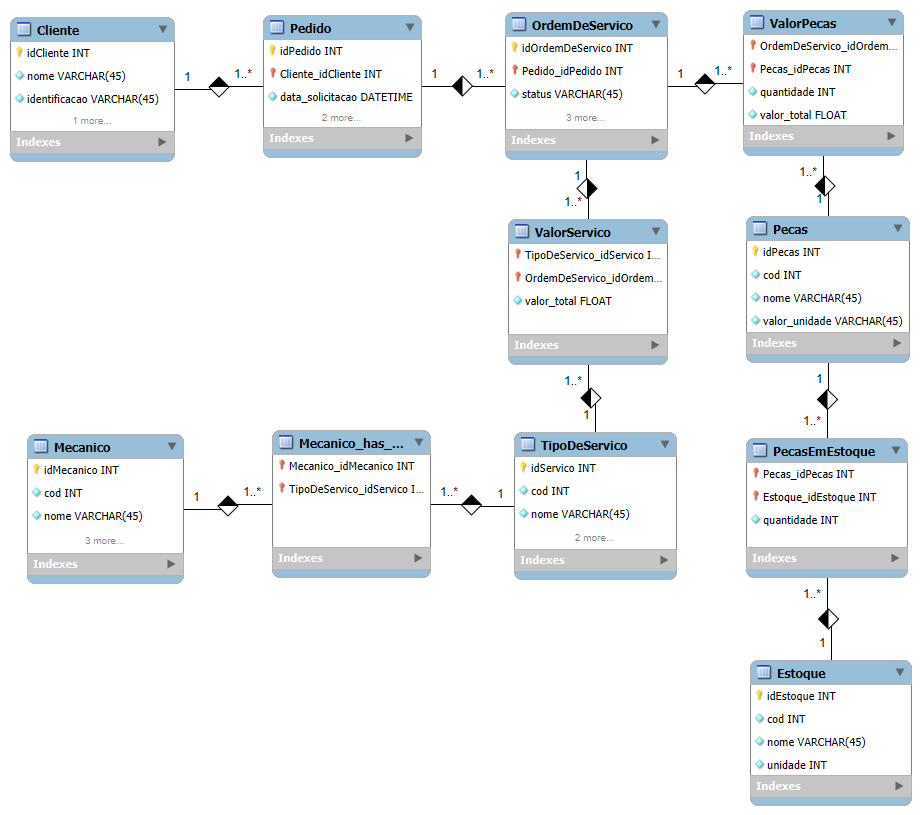 Cliente
idCliente INT
nome VARCHAR(45)
identificacao VARCHAR(45)
1 more...
Indexes
1
1..*
Pedido
idPedido INT
Cliente_idCliente INT
data_solicitacao DATETIME
2 more...
Indexes
1
1..*
OrdemDeServico
idOrdemDeServico INT
Pedido_idPedido INT
status VARCHAR(45)
3 more...
Indexes
1
1..*
ValorPecas
OrdemDeServico_idOrdem...
Pecas_idPecas INT
quantidade INT
valor_total FLOAT
Indexes
1
1..*
1..*
1
ValorServico
TipoDeServico_idServico I...
OrdemDeServico_idOrdem...
valor_total FLOAT
Indexes
Pecas
idPecas INT
cod INT
nome VARCHAR(45)
valor_unidade VARCHAR(45)
Indexes
1..*
1
1
1..*
Mecanico
idMecanico INT
cod INT
nome VARCHAR(45)
3 more...
Indexes
1
1..*
Mecanico_has_...
Mecanico_idMecanico INT
TipoDeServico_idServico I...
Indexes
1..*
1
TipoDeServico
idServico INT
cod INT
nome VARCHAR(45)
2 more...
Indexes
PecasEmEstoque
Pecas_idPecas INT
Estoque_idEstoque INT
quantidade INT
Indexes
1..*
1
Estoque
idEstoque INT
cod INT
nome VARCHAR(45)
unidade INT
Indexes